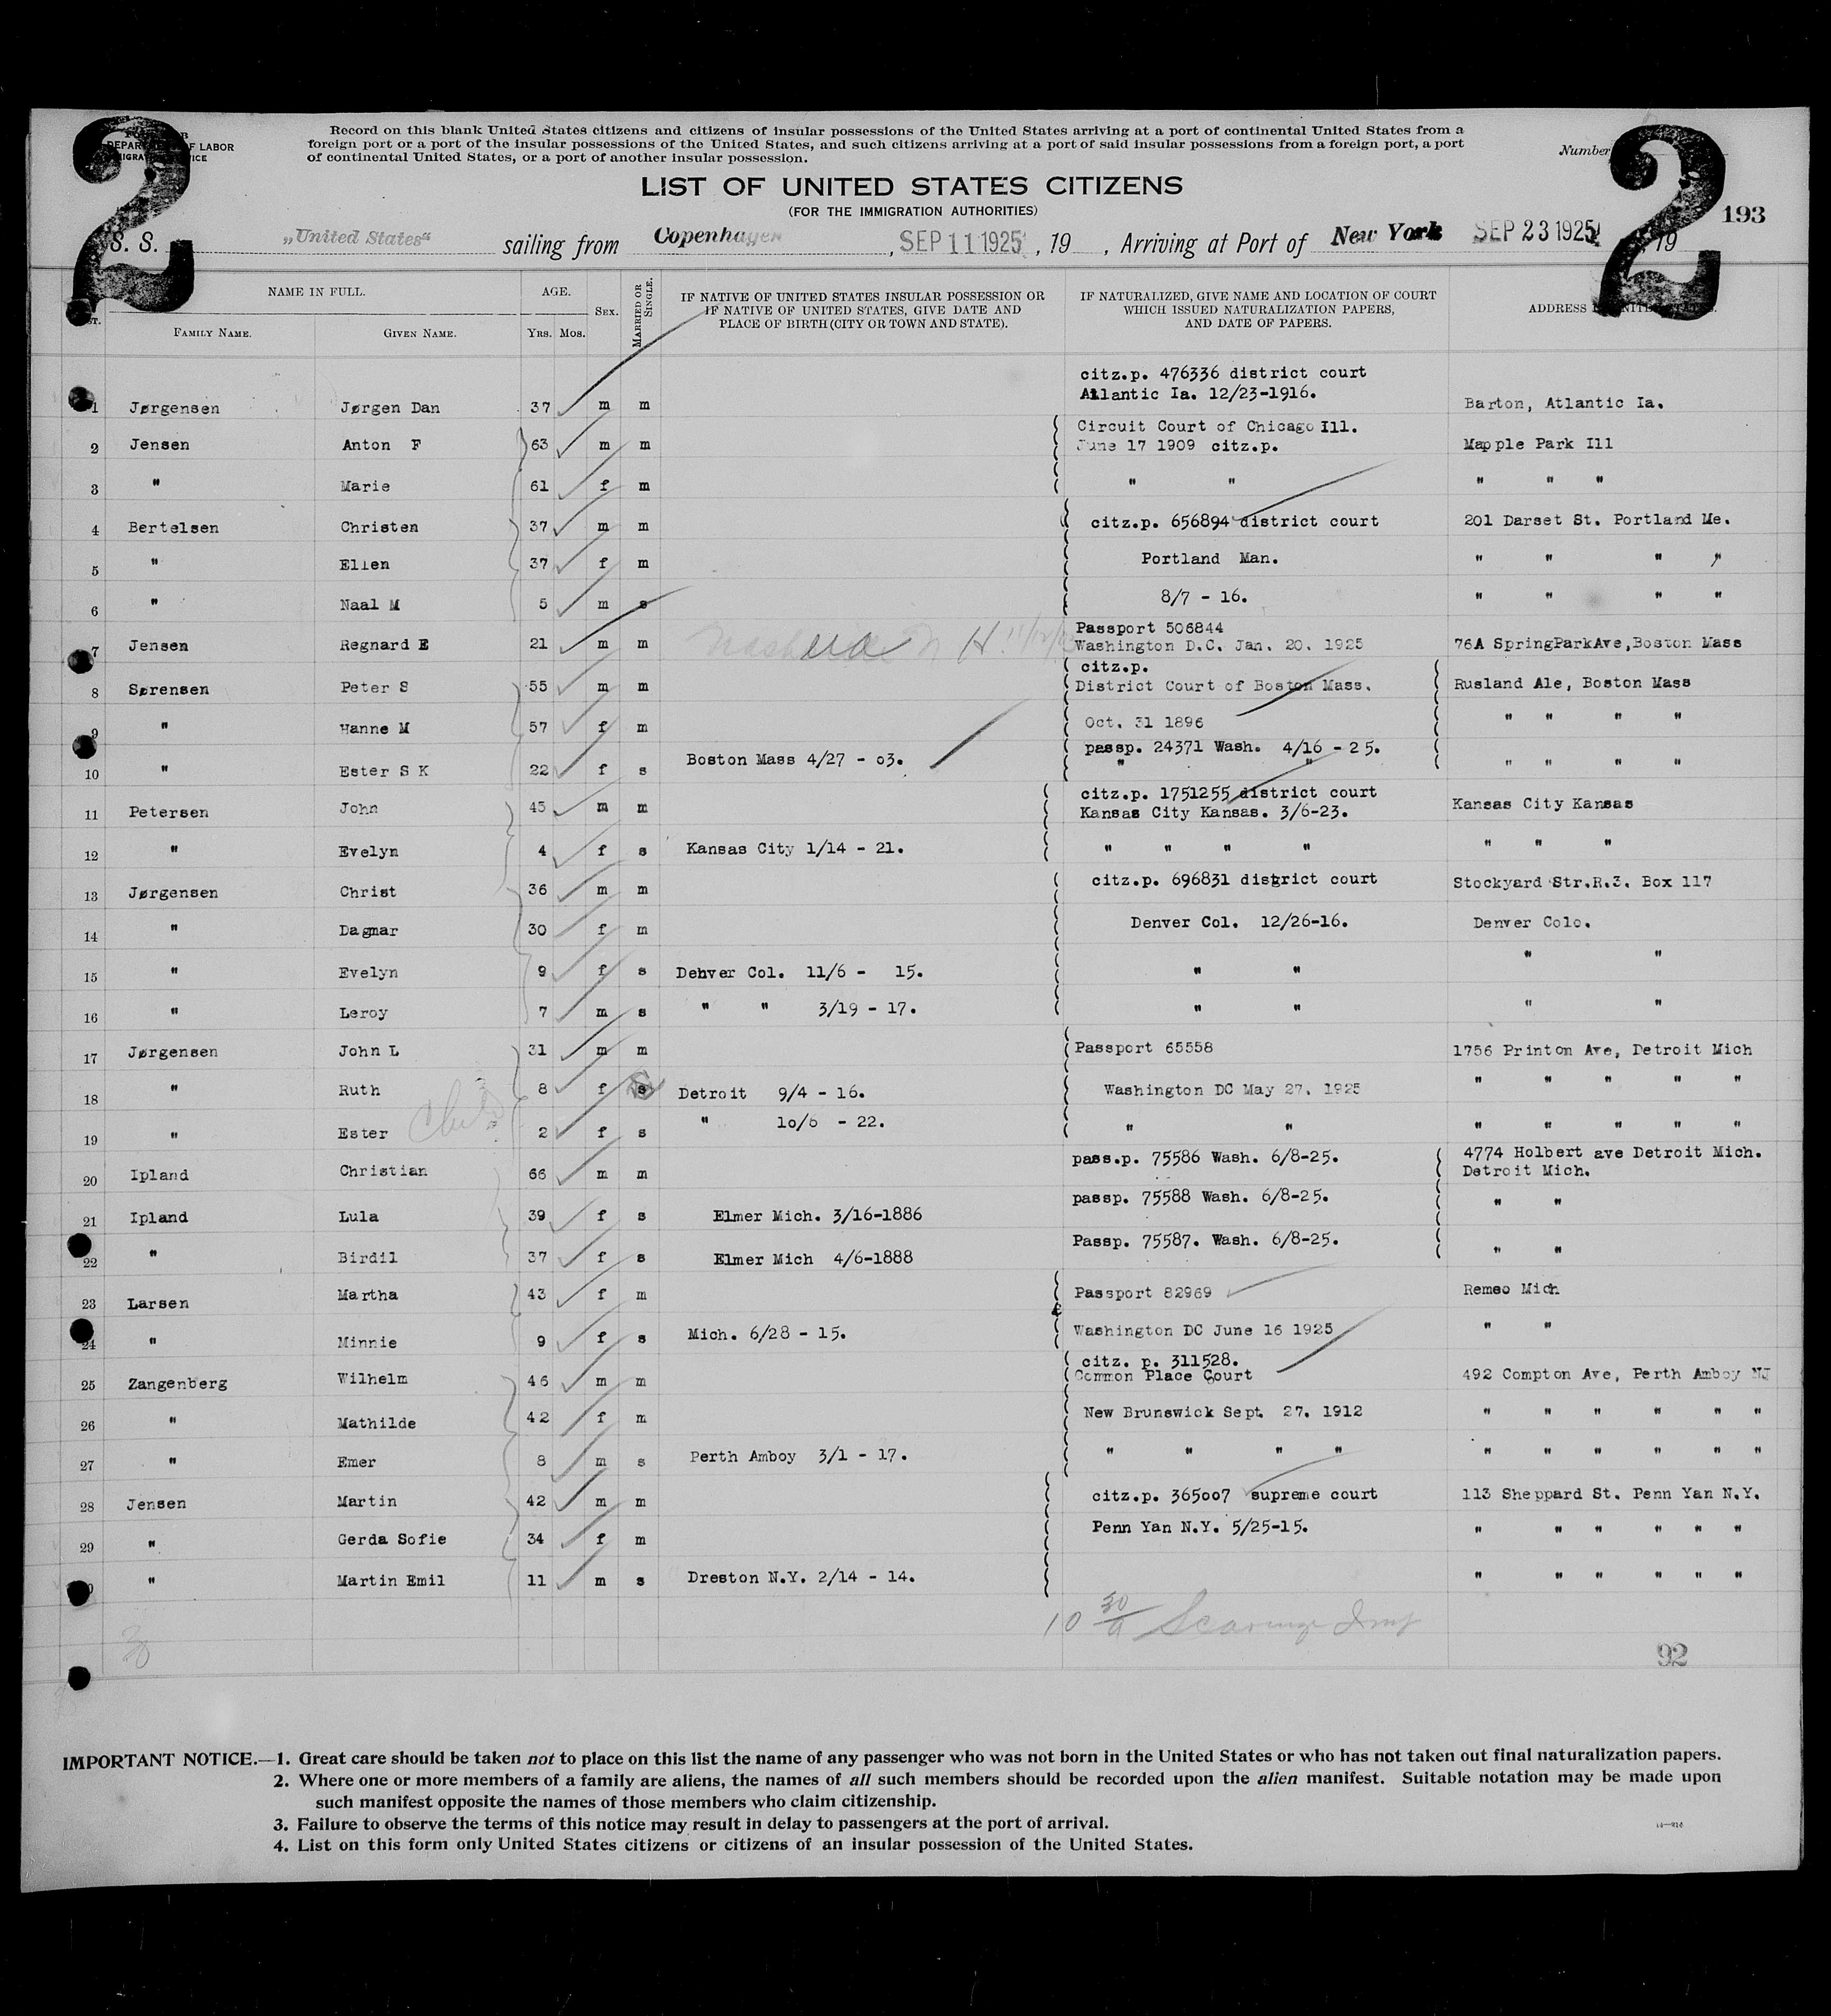 Record on this blank United States citizens and citizens of insular possessions of the United States arriving at a port of continental United States from a
foreign port or a port of the insular possessions of the United States, and such citizens arriving at a port of said insular possessions from a foreign port, a port
of continental United States, or a port of another insular possession.
F LABOR
Number
2
2
193
LIST OF UNITED STATES CITIZENS
(FOR THE IMMIGRATION AUTHORITIES)
S. S. „United States" sailing from Copenhagen, SEP 11 1925, 19 , Arriving at Port of New York SEP 23 1925 19
NAME IN FULL. AGE. SEX. MARRIED OR SINGLE. IF NATIVE OF UNITED STATES INSULAR POSSESSION OR IF NATIVE OF UNITED STATES, GIVE DATE AND PLACE OF BIRTH (CITY OR TOWN AND STATE). IF NATURALIZED, GIVE NAME AND LOCATION OF COURT WHICH ISSUED NATURALIZATION PAPERS, AND DATE OF PAPERS. ADDRESS
FAMILY NAME. GIVEN NAME. YRS. MOS.
citz.p. 476336 district court
1 Jørgensen Jørgen Dan 37 m m Atlantic Ia. 12/23-1916. Barton, Atlantic Ia.
Circuit Court of Chicago Ill.
2 Jensen Anton F 63 m m June 17 1909 citz.p. Mapple Park Ill
3 " Marie 61 f m " " " " "
4 Bertelsen Christen 37 m m citz.p. 656894 district court 201 Darset St. Portland Me.
5 " Ellen 37 f m Portland Man. " " " "
6 " Naal M 5 m s 8/7 - 16. " " " "
Passport 506844
7 Jensen Regnard E 21 m m Nashua N H. Washington D.C. Jan. 20. 1925 76A SpringParkAve,Boston Mass
citz.p.
8 Sørensen Peter S 55 m m District Court of Boston Mass. Rusland Ale, Boston Mass
9 " Hanne M 57 f m Oct. 31 1896 " " " "
passp. 24371 Wash. 4/16 - 25.
10 " Ester S K 22 f s Boston Mass 4/27 - 03. " " " " " "
citz.p. 1751255 district court
11 Petersen John 45 m m Kansas City Kansas. 3/6-23. Kansas City Kansas
12 " Evelyn 4 f s Kansas City 1/14 - 21. " " " " " " "
13 Jørgensen Christ 36 m m citz.p. 696831 district court Stockyard Str.R.3. Box 117
14 " Dagmar 30 f m Denver Col. 12/26-16. Denver Colo.
15 " Evelyn 9 f s Dehver Col. 11/6 - 15. " " " "
16 " Leroy 7 m s " " 3/19 - 17. " " " "
17 Jørgensen John L 31 m m Passport 65558 1756 Printon Ave, Detroit Mich
18 " Ruth 8 f s Detroit 9/4 - 16. Washington DC May 27. 1925 " " " " "
19 " Ester 2 f s " 10/6 - 22. " " " " " " "
20 Ipland Christian 66 m m pass.p. 75586 Wash. 6/8-25. 4774 Holbert ave Detroit Mich.
Detroit Mich.
21 Ipland Lula 39 f s Elmer Mich. 3/16-1886 passp. 75588 Wash. 6/8-25. " "
22 " Birdil 37 f s Elmer Mich 4/6-1888 Passp. 75587. Wash. 6/8-25. " "
23 Larsen Martha 43 f m Passport 82969 Remeo Mich
24 " Minnie 9 f s Mich. 6/28 - 15. Washington DC June 16 1925 " "
citz. p. 311528.
25 Zangenberg Wilhelm 46 m m Common Place Court 492 Compton Ave, Perth Amboy NJ
26 " Mathilde 42 f m New Brunswick Sept. 27. 1912 " " " " " "
27 " Emer 8 m s Perth Amboy 3/1 - 17. " " " " " " " " " "
28 Jensen Martin 42 m m citz.p. 365007 supreme court 113 Sheppard St. Penn Yan N.Y.
29 " Gerda Sofie 34 f m Penn Yan N.Y. 5/25-15. " " " " " "
" Martin Emil 11 m s Dreston N.Y. 2/14 - 14. " " " " " "
10 30/a
30
92
IMPORTANT NOTICE.—1. Great care should be taken not to place on this list the name of any passenger who was not born in the United States or who has not taken out final naturalization papers.
2. Where one or more members of a family are aliens, the names of all such members should be recorded upon the alien manifest. Suitable notation may be made upon
such manifest opposite the names of those members who claim citizenship.
3. Failure to observe the terms of this notice may result in delay to passengers at the port of arrival.
4. List on this form only United States citizens or citizens of an insular possession of the United States.